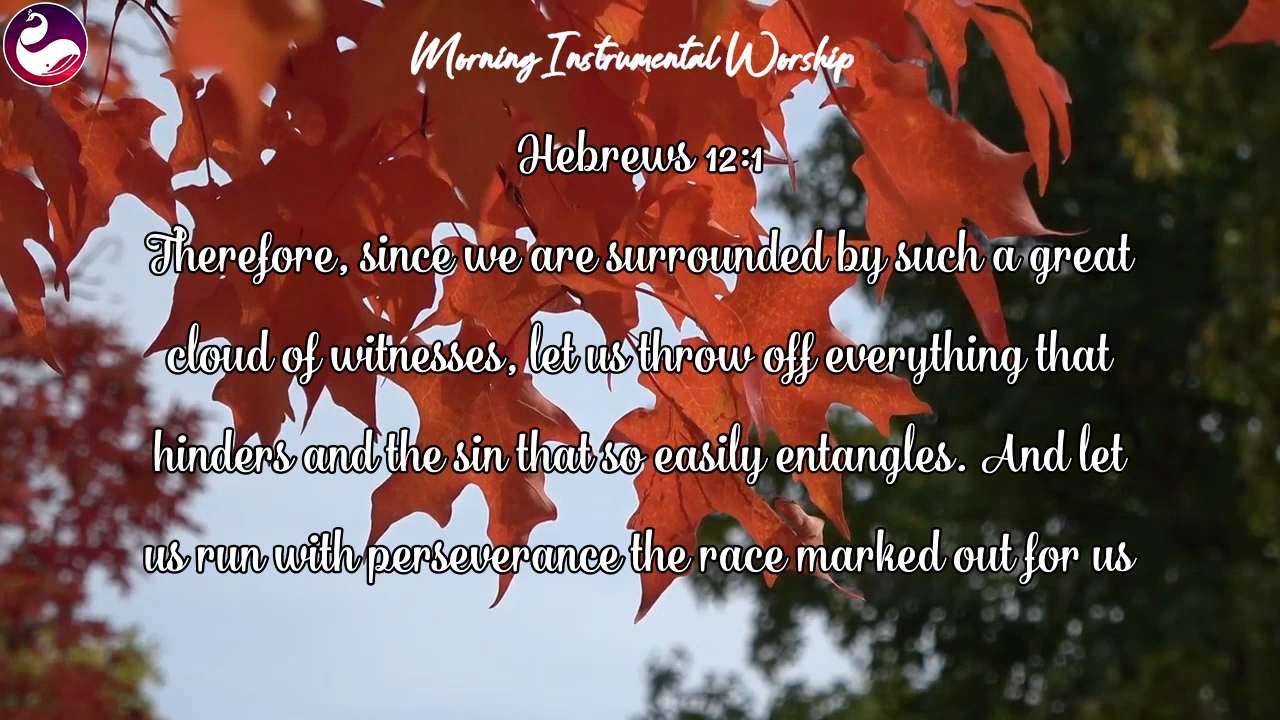 Morning Instrumental Worship
Hebrews 12:1
Therefore, since we are surrounded by such a great
cloud of witnesses, let us throw off everything that
hinders and the sin that so easily entangles. And let
us run with perseverance the race marked out for us